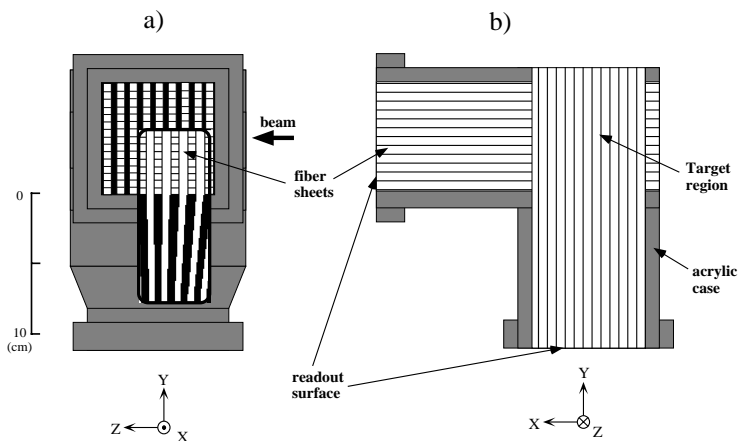 a)
b)
beam
fiber
sheets
Target
region
acrylic
case
readout
surface
0
10
(cm)
Y
Z
X
Y
X
Z